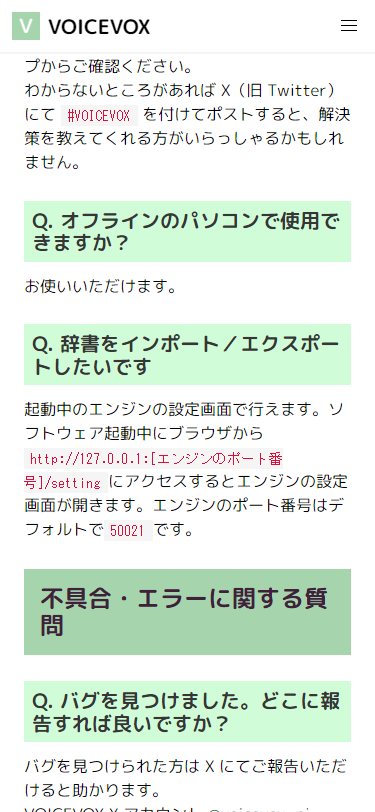 V VOICEVOX
プからご確認ください。
わからないところがあれば X（旧 Twitter）
にて #VOICEVOX を付けてポストすると、解決
策を教えてくれる方がいらっしゃるかもしれ
ません。
Q. オフラインのパソコンで使用で
きますか？
お使いいただけます。
Q. 辞書をインポート／エクスポー
トしたいです
起動中のエンジンの設定画面で行えます。ソ
フトウェア起動中にブラウザから
http://127.0.0.1:[エンジンのポート番
号]/setting にアクセスするとエンジンの設定
画面が開きます。エンジンのポート番号はデ
フォルトで 50021 です。
不具合・エラーに関する質
問
Q. バグを見つけました。どこに報
告すれば良いですか？
バグを見つけられた方は X にてご報告いただ
けると助かります。
VOICEVOX X アカウント